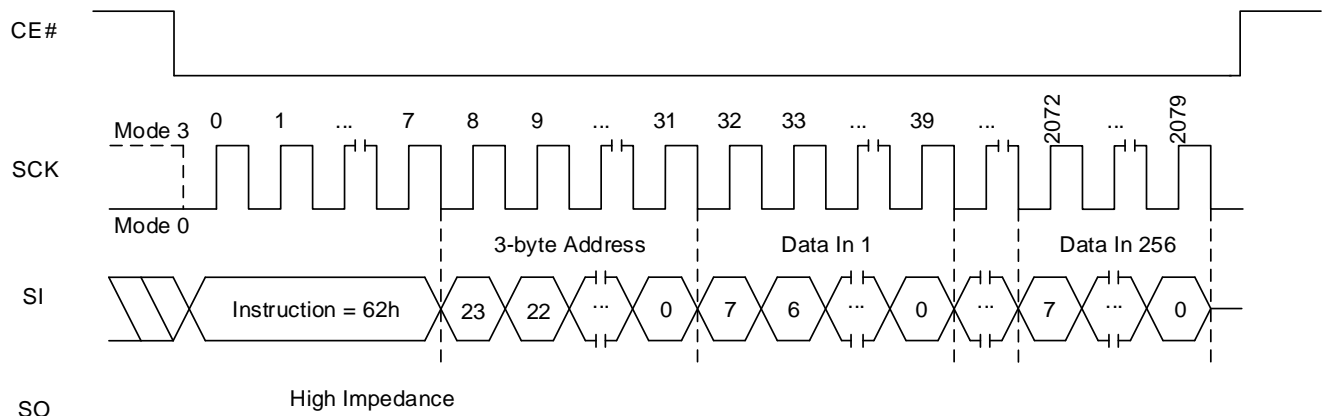 CE#
Mode 3 0 1 ... 7 8 9 ... 31 32 33 ... 39 ... 2072 ... 2079
SCK
Mode 0
3-byte Address Data In 1 Data In 256
SI Instruction = 62h 23 22 ... 0 7 6 ... 0 ... 7 ... 0
High Impedance
SO